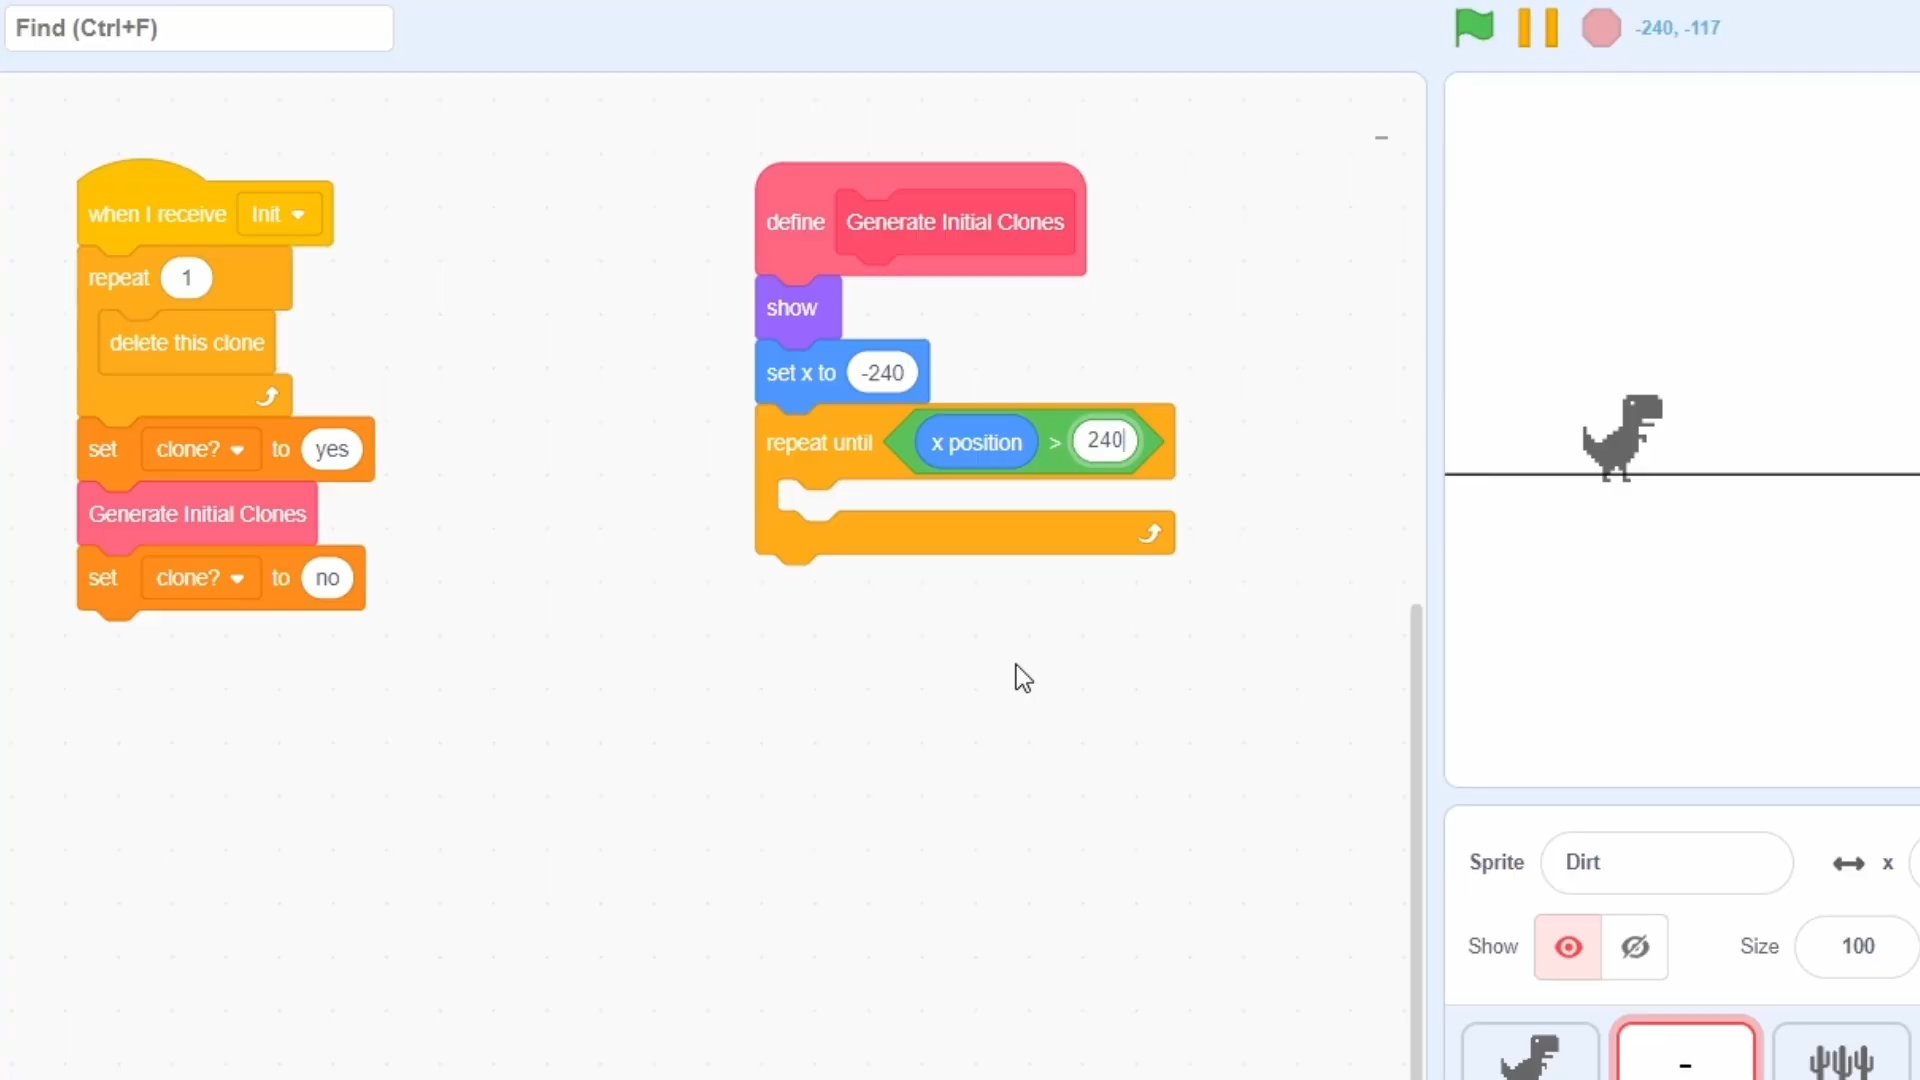 Find (Ctrl+F)
-240, -117
when I receive Init
repeat 1
delete this clone
set clone? to yes
Generate Initial Clones
set clone? to no
define Generate Initial Clones
show
set x to -240
repeat until x position > 240
Sprite Dirt x
Show Size 100